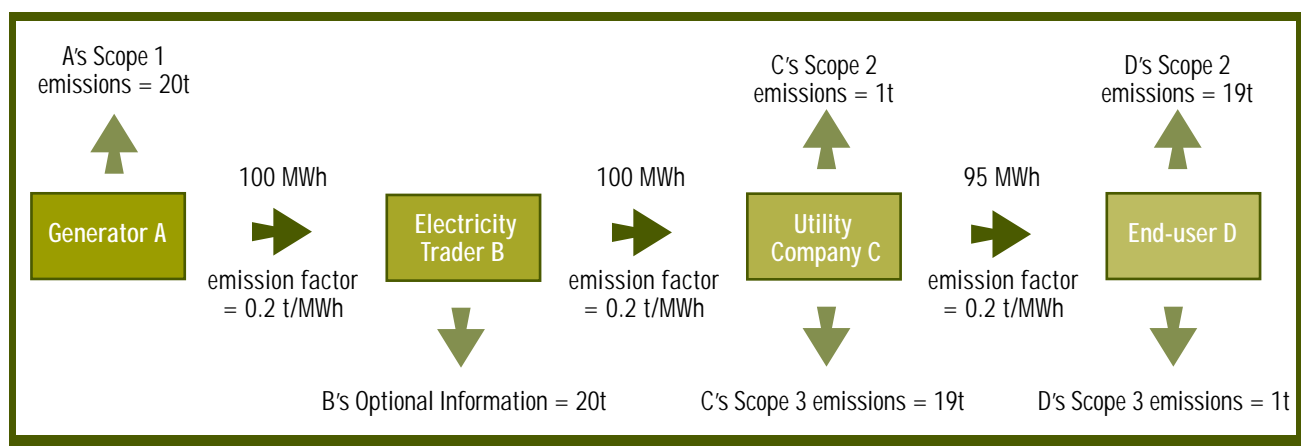 A's Scope 1
emissions = 20t
C's Scope 2
emissions = 1t
D's Scope 2
emissions = 19t
Generator A
100 MWh
emission factor
= 0.2 t/MWh
Electricity
Trader B
100 MWh
emission factor
= 0.2 t/MWh
Utility
Company C
95 MWh
emission factor
= 0.2 t/MWh
End-user D
B's Optional Information = 20t
C's Scope 3 emissions = 19t
D's Scope 3 emissions = 1t